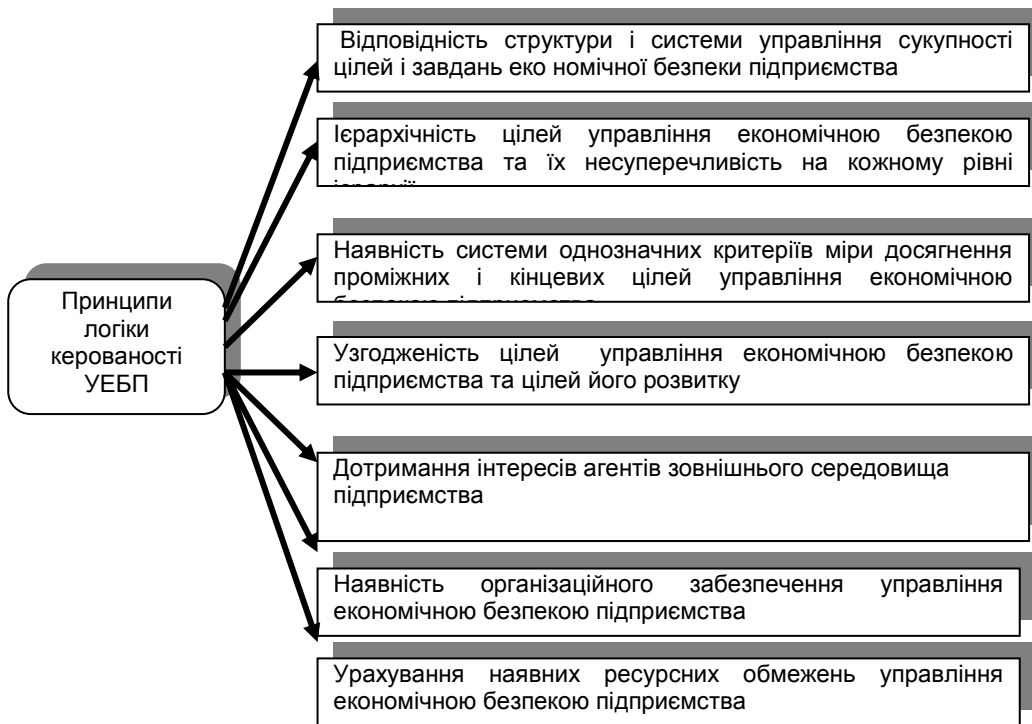 Відповідність структури і системи управління сукупності
цілей і завдань еко номічної безпеки підприємства
Ієрархічність цілей управління економічною безпекою
підприємства та їх несуперечливість на кожному рівні
Наявність системи однозначних критеріїв міри досягнення
проміжних і кінцевих цілей управління економічною
Принципи
логіки
керованості
УЕБП
Узгодженість цілей управління економічною безпекою
підприємства та цілей його розвитку
Дотримання інтересів агентів зовнішнього середовища
підприємства
Наявність організаційного забезпечення управління
економічною безпекою підприємства
Урахування наявних ресурсних обмежень управління
економічною безпекою підприємства